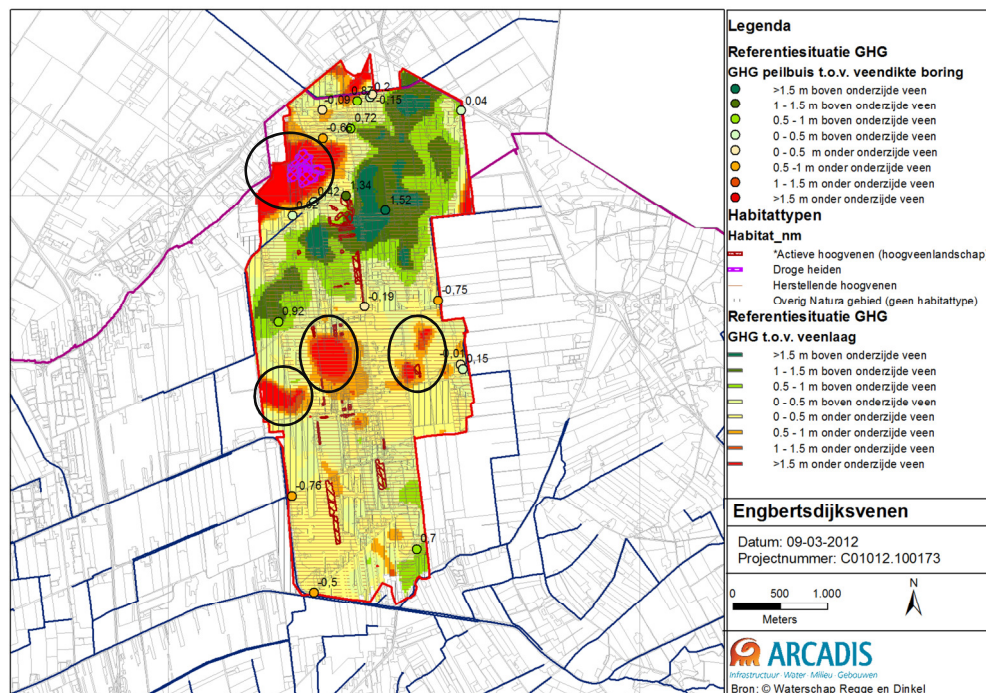 0.2
0.87
-0.09
-0.15
0.04
0.72
-0.66
1.34
1.52
-0.19
-0.75
0.92
-0.01
0.15
-0.76
0.7
-0.5
Legenda
Referentiesituatie GHG
GHG peilbuis t.o.v. veendikte boring
>1.5 m boven onderzijde veen
1 - 1.5 m boven onderzijde veen
0.5 - 1 m boven onderzijde veen
0 - 0.5 m boven onderzijde veen
0 - 0.5 m onder onderzijde veen
0.5 -1 m onder onderzijde veen
1 - 1.5 m onder onderzijde veen
>1.5 m onder onderzijde veen
Habitattypen
Habitat_nm
*Actieve hoogvenen (hoogveenlandschap
Droge heiden
Herstellende hoogvenen
Overig Natura gebied (geen habitattype)
Referentiesituatie GHG
GHG t.o.v. veenlaag
>1.5 m boven onderzijde veen
1 - 1.5 m boven onderzijde veen
0.5 - 1 m boven onderzijde veen
0 - 0.5 m boven onderzijde veen
0 - 0.5 m onder onderzijde veen
0.5 - 1 m onder onderzijde veen
1 - 1.5 m onder onderzijde veen
>1.5 m onder onderzijde veen
Engbertsdijksvenen
Datum: 09-03-2012
Projectnummer: C01012.100173
N
0 500 1.000
Meters
ARCADIS
Infrastructuur·Water·Milieu·Gebouwen
Bron: © Waterschap Regge en Dinkel